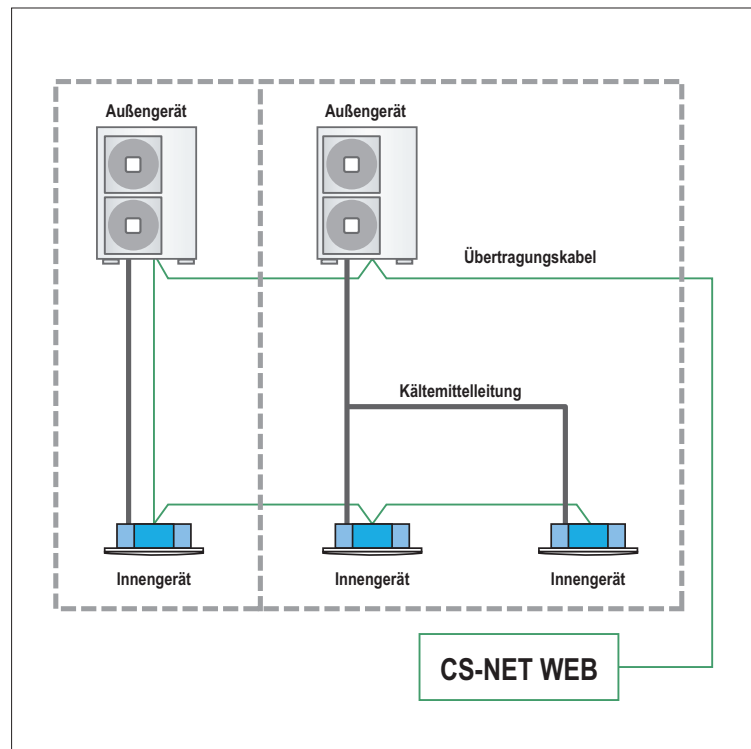 Außengerät
Außengerät
Übertragungskabel
Kältemittelleitung
Innengerät
Innengerät
Innengerät
CS-NET WEB